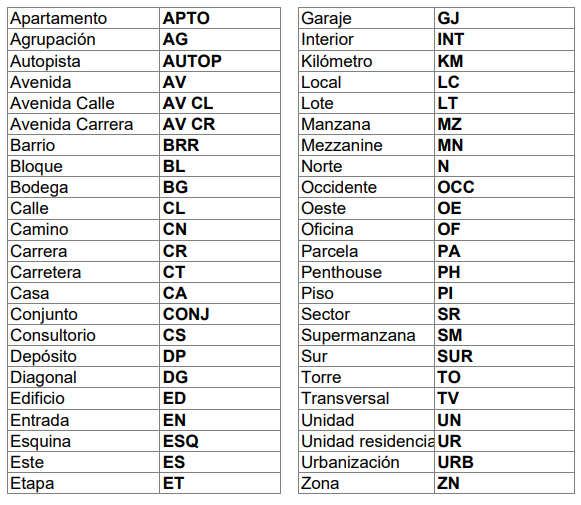 Apartamento APTO
Agrupación AG
Autopista AUTOP
Avenida AV
Avenida Calle AV CL
Avenida Carrera AV CR
Barrio BRR
Bloque BL
Bodega BG
Calle CL
Camino CN
Carrera CR
Carretera CT
Casa CA
Conjunto CONJ
Consultorio CS
Depósito DP
Diagonal DG
Edificio ED
Entrada EN
Esquina ESQ
Este ES
Etapa ET
Garaje GJ
Interior INT
Kilómetro KM
Local LC
Lote LT
Manzana MZ
Mezzanine MN
Norte N
Occidente OCC
Oeste OE
Oficina OF
Parcela PA
Penthouse PH
Piso PI
Sector SR
Supermanzana SM
Sur SUR
Torre TO
Transversal TV
Unidad UN
Unidad residencia UR
Urbanización URB
Zona ZN